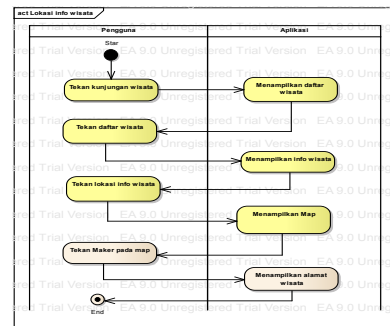 act Lokasi info wisata
Pengguna
Aplikasi
Star
Tekan kunjungan wisata
Menampilkan daftar
wisata
Tekan daftar wisata
Menampilkan info wisata
Tekan lokasi info wisata
Menampilkan Map
Tekan Maker pada map
Menampilkan alamat
wisata
End
EA 9.0 Unregistered Trial Version